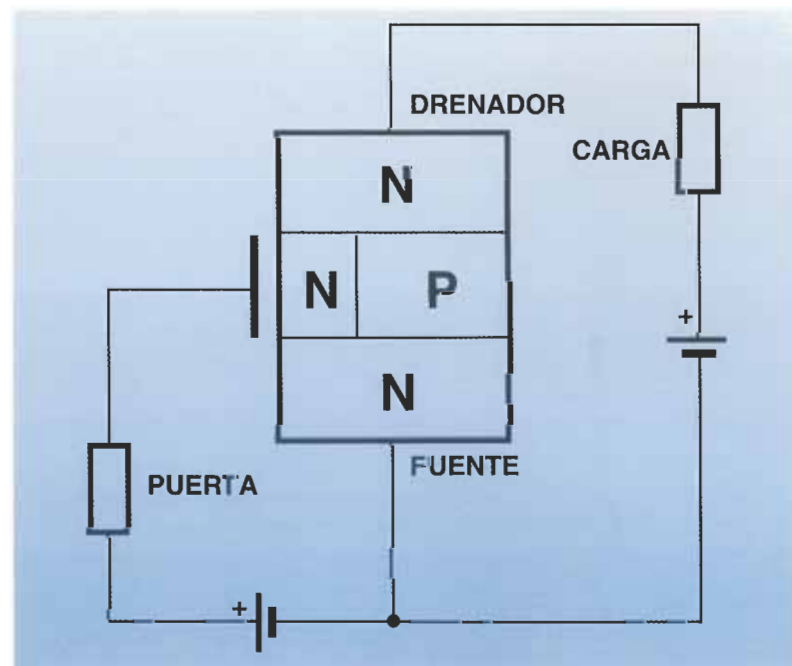 DRENADOR
CARGA
N
N P
+
N
FUENTE
PUERTA
+